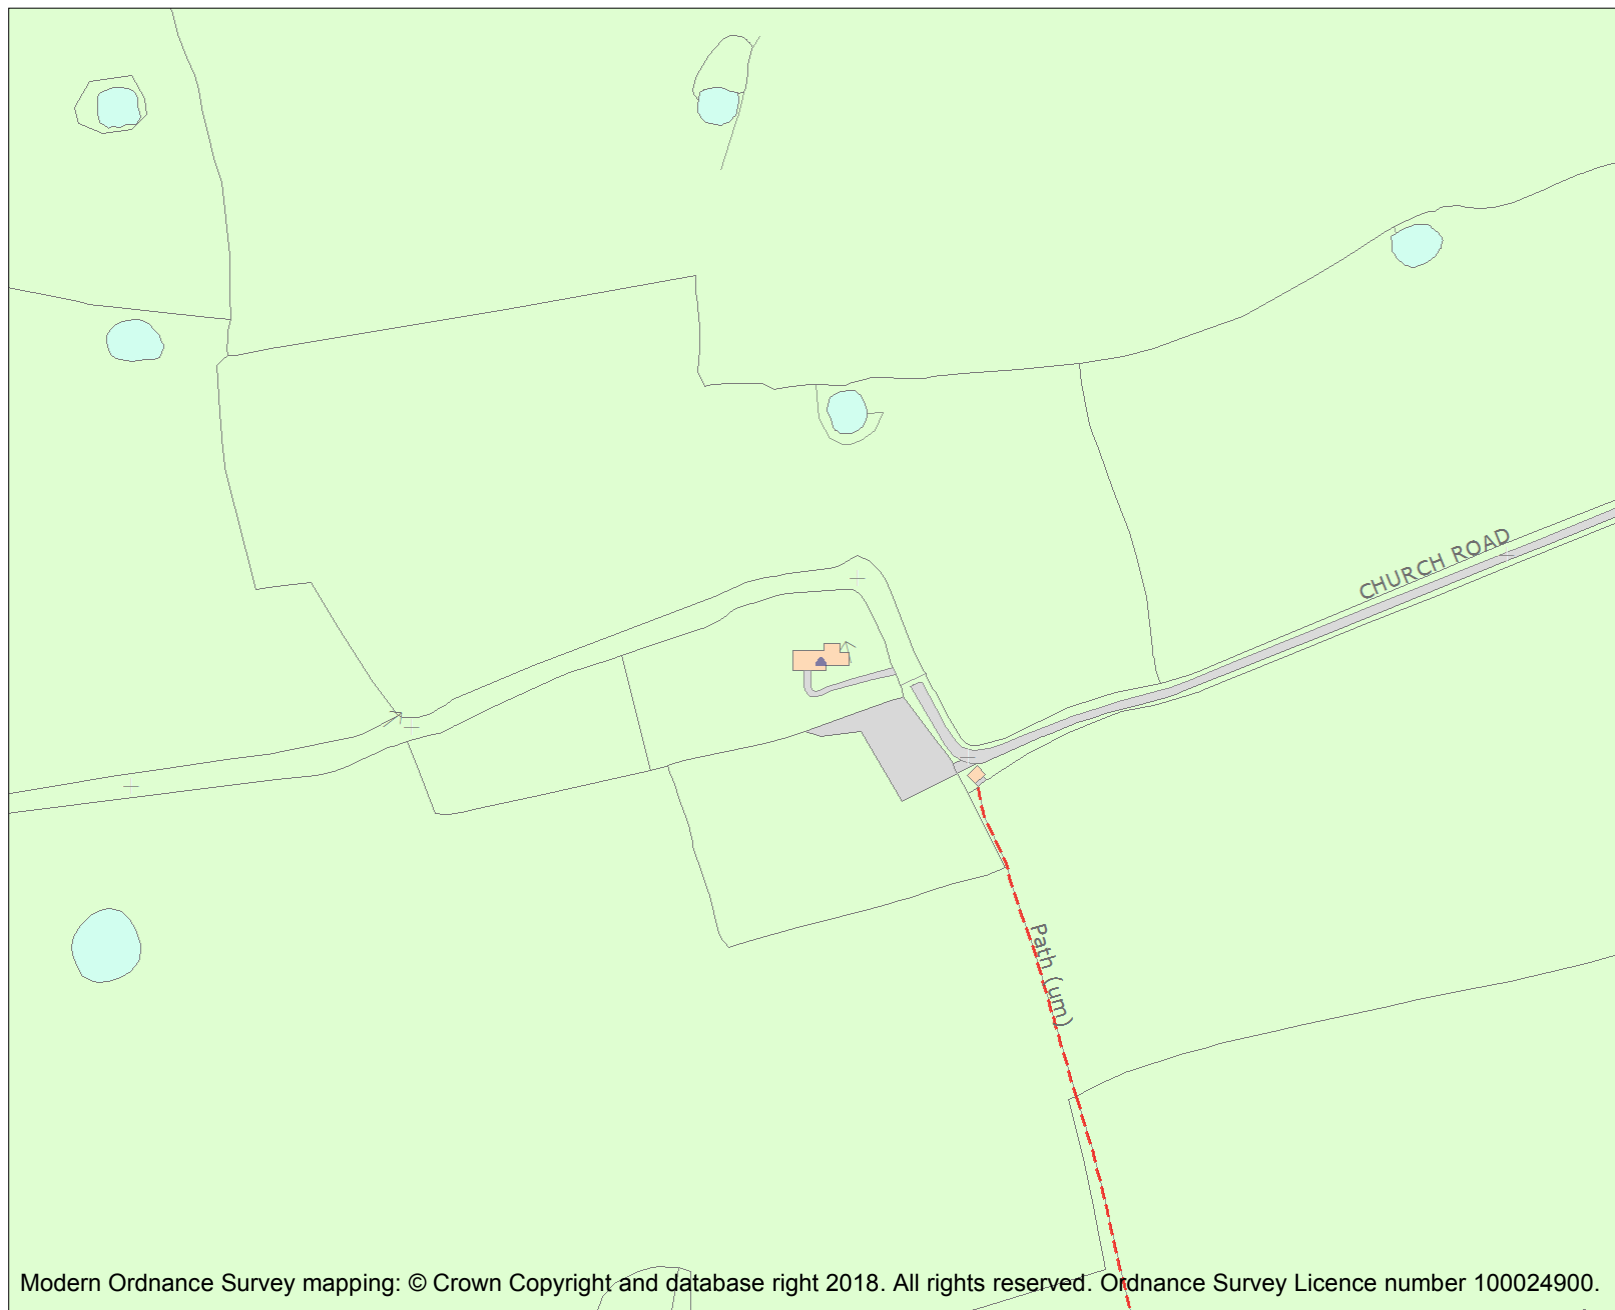 CHURCH ROAD
Path (um)
Modern Ordnance Survey mapping: © Crown Copyright and database right 2018. All rights reserved. Ordnance Survey Licence number 100024900.